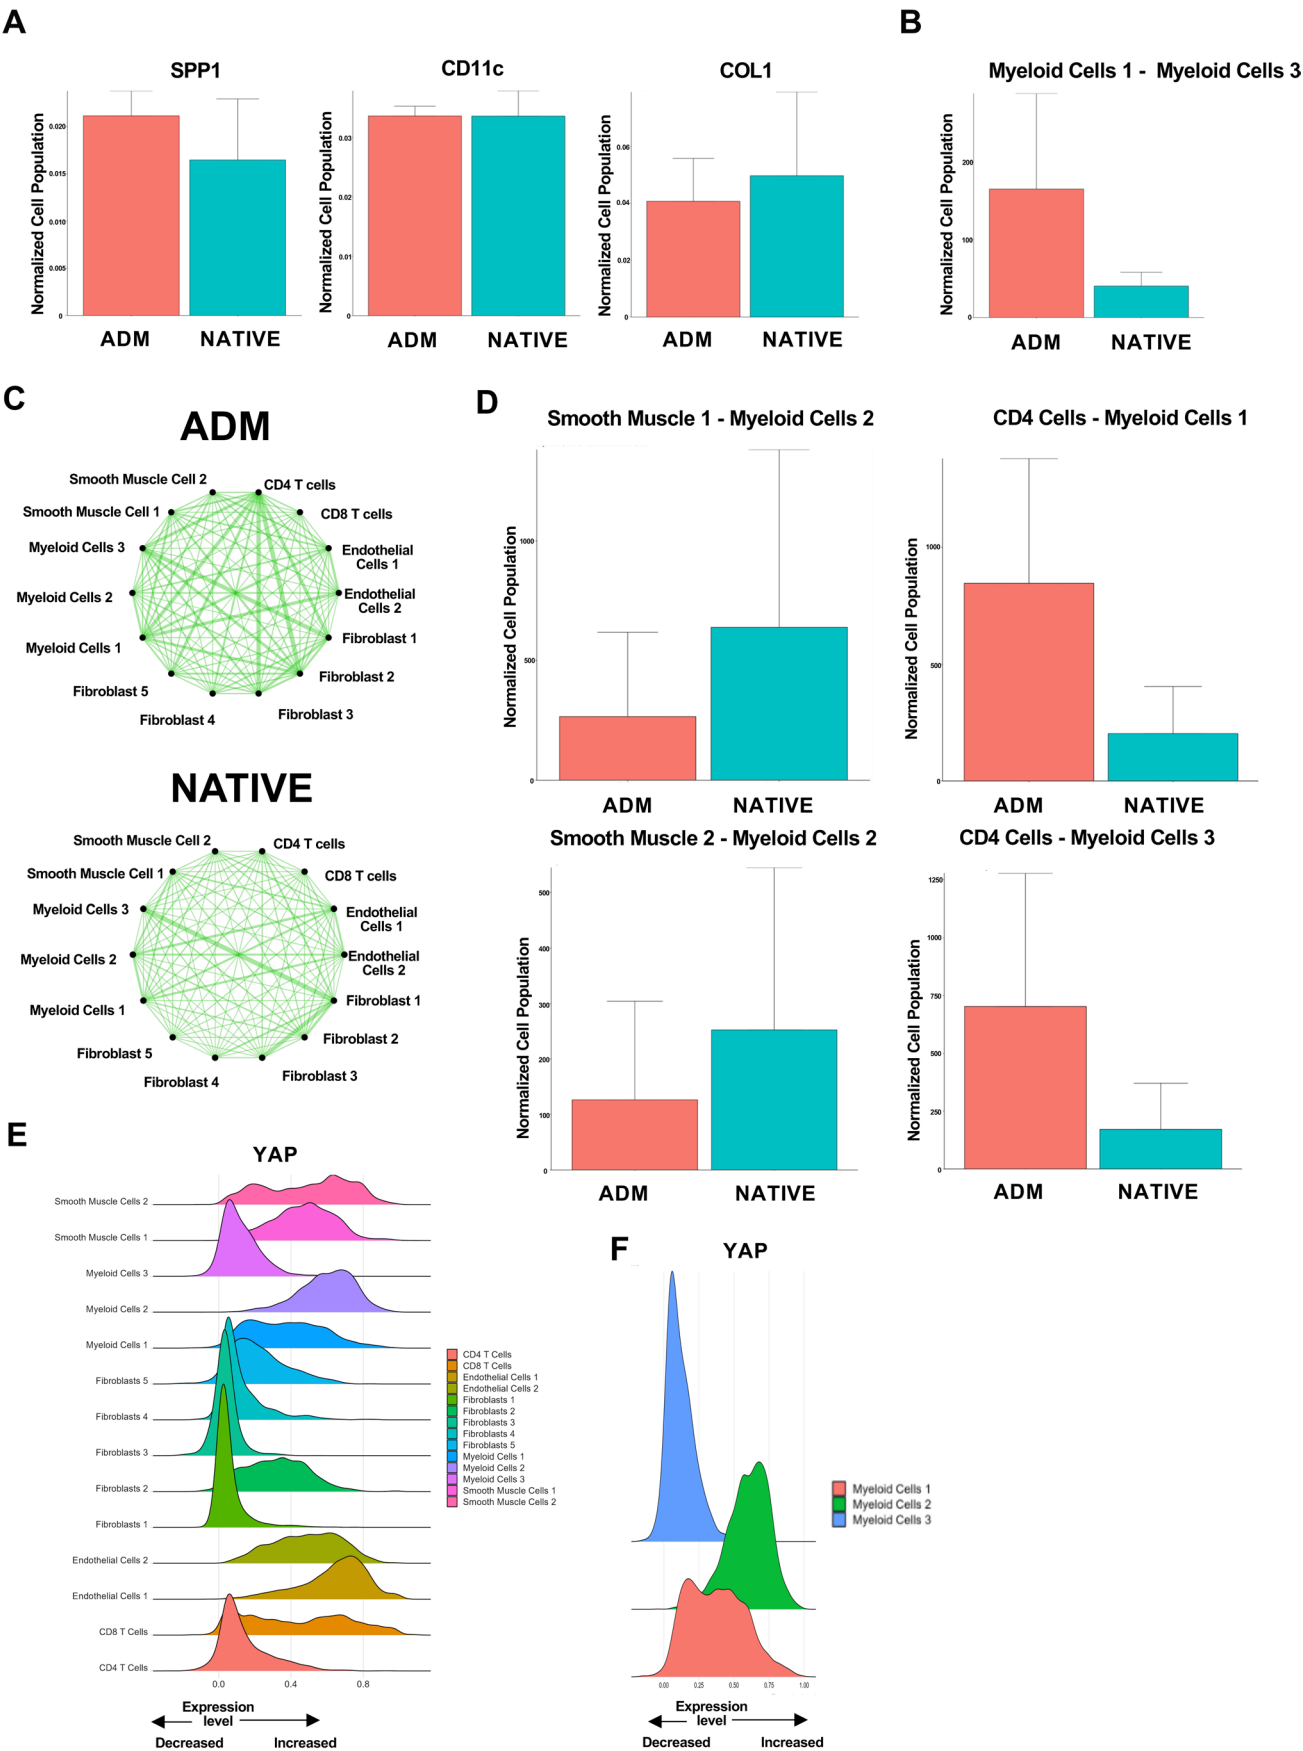 A
B
SPP1
CD11c
COL1
Myeloid Cells 1 - Myeloid Cells 3
Normalized Cell Population
0.020
0.015
0.010
0.005
0
ADM
NATIVE
Normalized Cell Population
0.03
0.02
0.01
0
ADM
NATIVE
Normalized Cell Population
0.06
0.04
0.02
0
ADM
NATIVE
Normalized Cell Population
200
100
0
ADM
NATIVE
C
ADM
Smooth Muscle Cell 2
CD4 T cells
Smooth Muscle Cell 1
CD8 T cells
Myeloid Cells 3
Endothelial
Cells 1
Myeloid Cells 2
Endothelial
Cells 2
Myeloid Cells 1
Fibroblast 1
Fibroblast 5
Fibroblast 2
Fibroblast 4
Fibroblast 3
NATIVE
Smooth Muscle Cell 2
CD4 T cells
Smooth Muscle Cell 1
CD8 T cells
Myeloid Cells 3
Endothelial
Cells 1
Myeloid Cells 2
Endothelial
Cells 2
Myeloid Cells 1
Fibroblast 1
Fibroblast 5
Fibroblast 2
Fibroblast 4
Fibroblast 3
D
Smooth Muscle 1 - Myeloid Cells 2
Normalized Cell Population
1000
500
0
ADM
NATIVE
CD4 Cells - Myeloid Cells 1
Normalized Cell Population
1000
500
0
ADM
NATIVE
Smooth Muscle 2 - Myeloid Cells 2
Normalized Cell Population
500
400
300
200
100
0
ADM
NATIVE
CD4 Cells - Myeloid Cells 3
Normalized Cell Population
1250
1000
750
500
250
0
ADM
NATIVE
E
YAP
Smooth Muscle Cells 2
Smooth Muscle Cells 1
Myeloid Cells 3
Myeloid Cells 2
Myeloid Cells 1
Fibroblasts 5
Fibroblasts 4
Fibroblasts 3
Fibroblasts 2
Fibroblasts 1
Endothelial Cells 2
Endothelial Cells 1
CD8 T Cells
CD4 T Cells
0.0
0.4
0.8
Expression
level
Decreased
Increased
CD4 T Cells
CD8 T Cells
Endothelial Cells 1
Endothelial Cells 2
Fibroblasts 1
Fibroblasts 2
Fibroblasts 3
Fibroblasts 4
Fibroblasts 5
Myeloid Cells 1
Myeloid Cells 2
Myeloid Cells 3
Smooth Muscle Cells 1
Smooth Muscle Cells 2
F
YAP
Myeloid Cells 1
Myeloid Cells 2
Myeloid Cells 3
0.00
0.25
0.50
0.75
1.00
Expression
level
Decreased
Increased